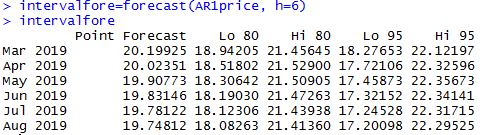 > intervalfore=forecast(AR1price, h=6)
> intervalfore
Point Forecast Lo 80 Hi 80 Lo 95 Hi 95
Mar 2019 20.19925 18.94205 21.45645 18.27653 22.12197
Apr 2019 20.02351 18.51802 21.52900 17.72106 22.32596
May 2019 19.90773 18.30642 21.50905 17.45873 22.35673
Jun 2019 19.83146 18.19030 21.47263 17.32152 22.34141
Jul 2019 19.78122 18.12306 21.43938 17.24528 22.31715
Aug 2019 19.74812 18.08263 21.41360 17.20098 22.29525